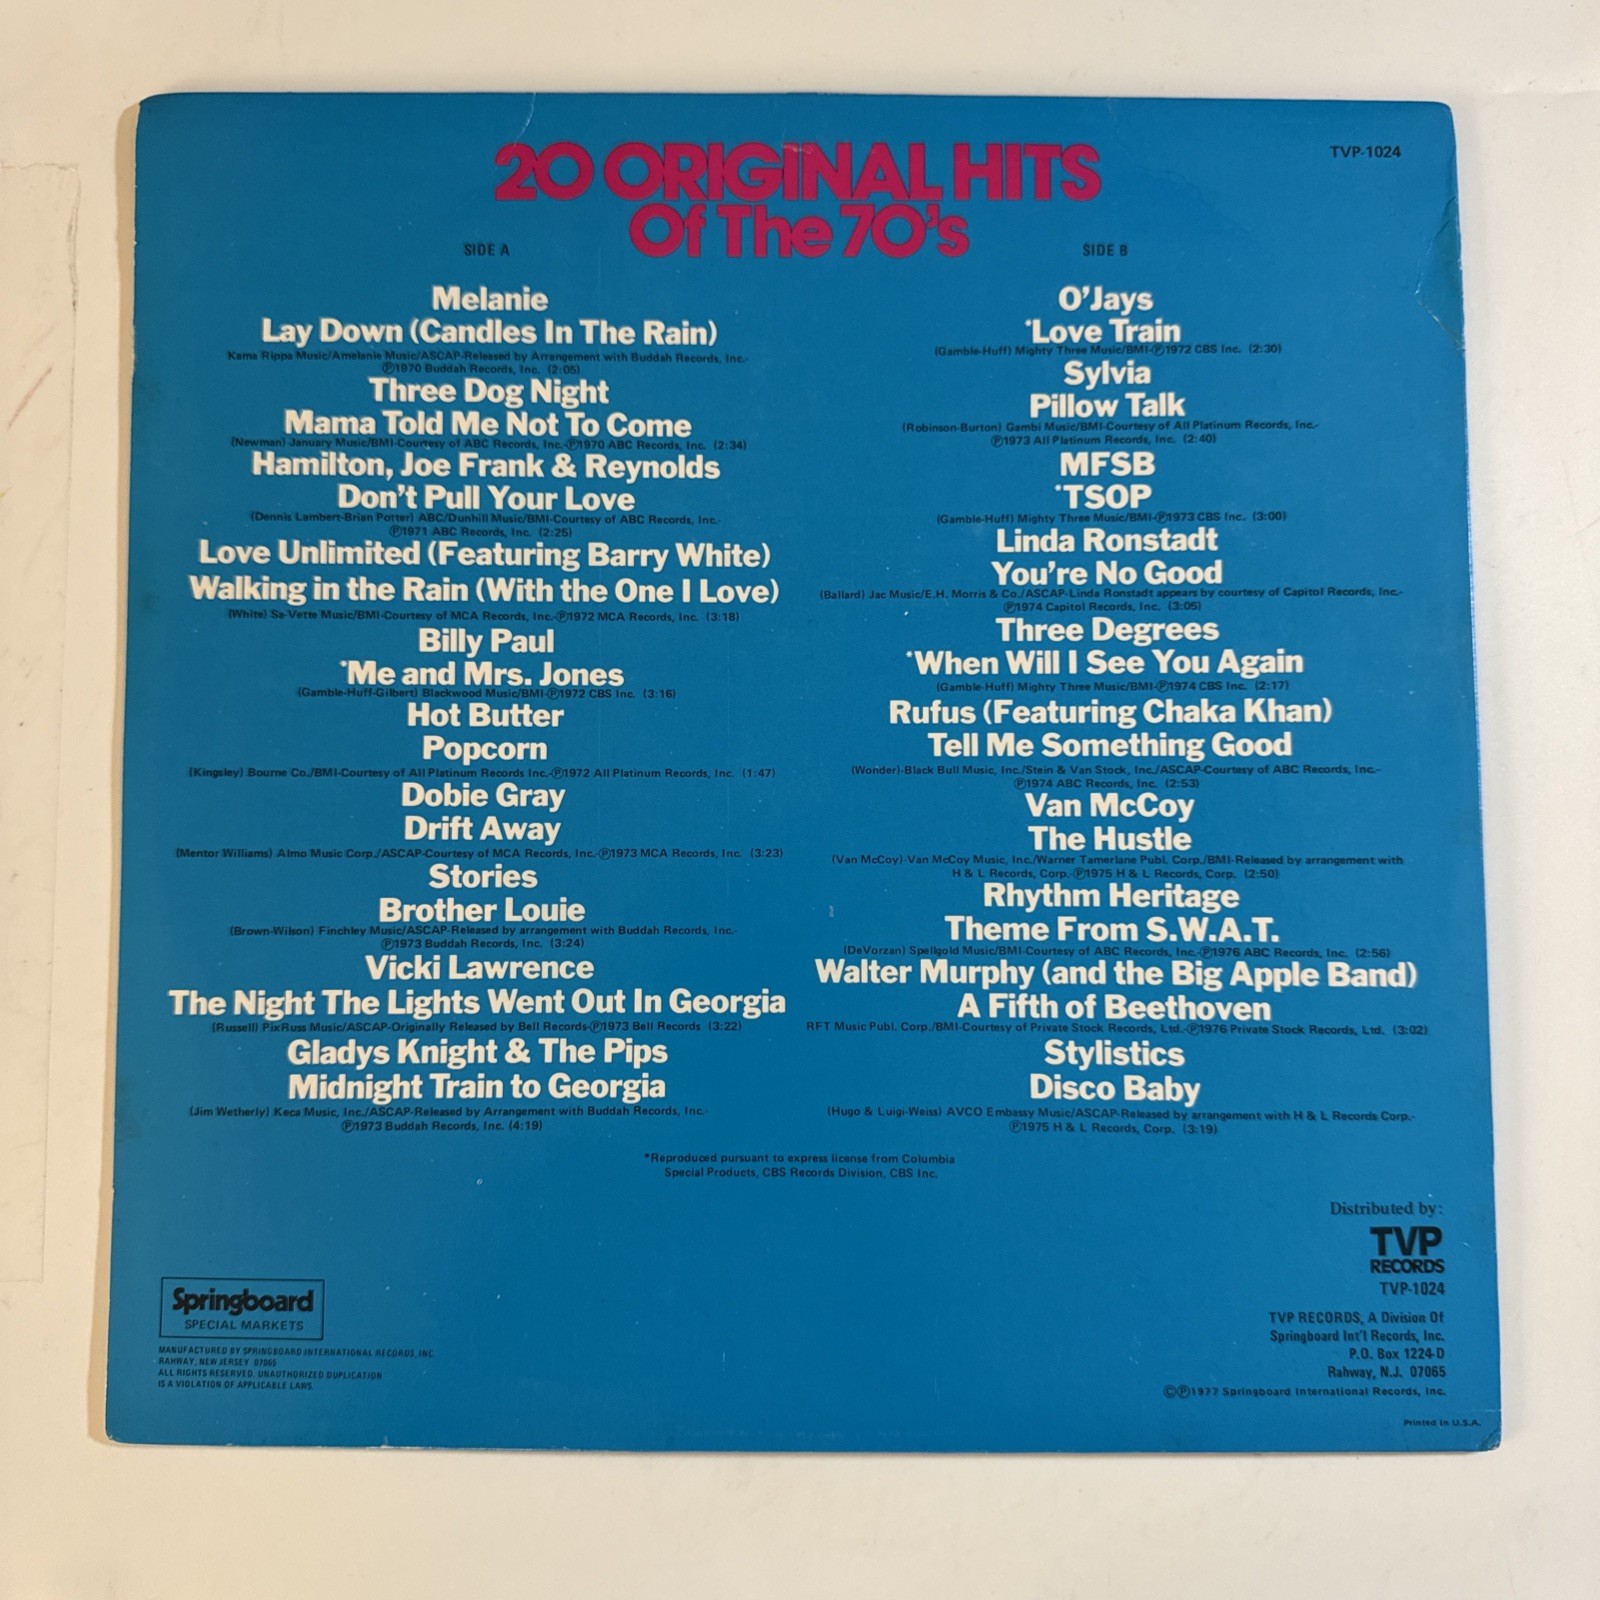 20 ORIGINAL HITS
Of The 70's
TVP-1024
SIDE A
Melanie
Lay Down (Candles In The Rain)
Kama Rippa Music/Amelanie Music/ASCAP-Released by Arrangement with Buddah Records, Inc.-
Ⓟ1970 Buddah Records, Inc. (2:05)
Three Dog Night
Mama Told Me Not To Come
(Newman) January Music/BMI-Courtesy of ABC Records, Inc.-Ⓟ1970 ABC Records, Inc. (2:34)
Hamilton, Joe Frank & Reynolds
Don't Pull Your Love
(Dennis Lambert-Brian Potter) ABC/Dunhill Music/BMI-Courtesy of ABC Records, Inc.-
Ⓟ1971 ABC Records, Inc. (2:25)
Love Unlimited (Featuring Barry White)
Walking in the Rain (With the One I Love)
(White) Sa-Vette Music/BMI-Courtesy of MCA Records, Inc.-Ⓟ1972 MCA Records, Inc. (3:18)
Billy Paul
*Me and Mrs. Jones
(Gamble-Huff-Gilbert) Blackwood Music/BMI-Ⓟ1972 CBS Inc. (3:16)
Hot Butter
Popcorn
(Kingsley) Bourne Co./BMI-Courtesy of All Platinum Records Inc.-Ⓟ1972 All Platinum Records, Inc. (1:47)
Dobie Gray
Drift Away
(Mentor Williams) Almo Music Corp./ASCAP-Courtesy of MCA Records, Inc.-Ⓟ1973 MCA Records, Inc. (3:23)
Stories
Brother Louie
(Brown-Wilson) Finchley Music/ASCAP-Released by arrangement with Buddah Records, Inc.-
Ⓟ1973 Buddah Records, Inc. (3:24)
Vicki Lawrence
The Night The Lights Went Out In Georgia
(Russell) PixRuss Music/ASCAP-Originally Released by Bell Records-Ⓟ1973 Bell Records (3:22)
Gladys Knight & The Pips
Midnight Train to Georgia
(Jim Wetherly) Keca Music, Inc./ASCAP-Released by Arrangement with Buddah Records, Inc.-
Ⓟ1973 Buddah Records, Inc. (4:19)
SIDE B
O'Jays
*Love Train
(Gamble-Huff) Mighty Three Music/BMI-Ⓟ1972 CBS Inc. (2:30)
Sylvia
Pillow Talk
(Robinson-Burton) Gambi Music/BMI-Courtesy of All Platinum Records, Inc.-
Ⓟ1973 All Platinum Records, Inc. (2:40)
MFSB
*TSOP
(Gamble-Huff) Mighty Three Music/BMI-Ⓟ1973 CBS Inc. (3:00)
Linda Ronstadt
You're No Good
(Ballard) Jac Music/E.H. Morris & Co./ASCAP-Linda Ronstadt appears by courtesy of Capitol Records, Inc.-
Ⓟ1974 Capitol Records, Inc. (3:05)
Three Degrees
*When Will I See You Again
(Gamble-Huff) Mighty Three Music/BMI-Ⓟ1974 CBS Inc. (2:17)
Rufus (Featuring Chaka Khan)
Tell Me Something Good
(Wonder)-Black Bull Music, Inc./Stein & Van Stock, Inc./ASCAP-Courtesy of ABC Records, Inc.-
Ⓟ1974 ABC Records, Inc. (2:53)
Van McCoy
The Hustle
(Van McCoy)-Van McCoy Music, Inc./Warner Tamerlane Publ. Corp./BMI-Released by arrangement with
H & L Records, Corp.-Ⓟ1975 H & L Records, Corp. (2:50)
Rhythm Heritage
Theme From S.W.A.T.
(DeVorzan) Spellgold Music/BMI-Courtesy of ABC Records, Inc.-Ⓟ1976 ABC Records, Inc. (2:56)
Walter Murphy (and the Big Apple Band)
A Fifth of Beethoven
RFT Music Publ. Corp./BMI-Courtesy of Private Stock Records, Ltd.-Ⓟ1976 Private Stock Records, Ltd. (3:02)
Stylistics
Disco Baby
(Hugo & Luigi-Weiss) AVCO Embassy Music/ASCAP-Released by arrangement with H & L Records Corp.-
Ⓟ1975 H & L Records, Corp. (3:19)
*Reproduced pursuant to express license from Columbia
Special Products, CBS Records Division, CBS Inc.
Springboard
SPECIAL MARKETS
MANUFACTURED BY SPRINGBOARD INTERNATIONAL RECORDS, INC.
RAHWAY, NEW JERSEY 07065
ALL RIGHTS RESERVED. UNAUTHORIZED DUPLICATION
IS A VIOLATION OF APPLICABLE LAWS.
Distributed by:
TVP
RECORDS
TVP-1024
TVP RECORDS, A Division Of
Springboard Int'l Records, Inc.
P.O. Box 1224-D
Rahway, N.J. 07065
©Ⓟ1977 Springboard International Records, Inc.
Printed In U.S.A.